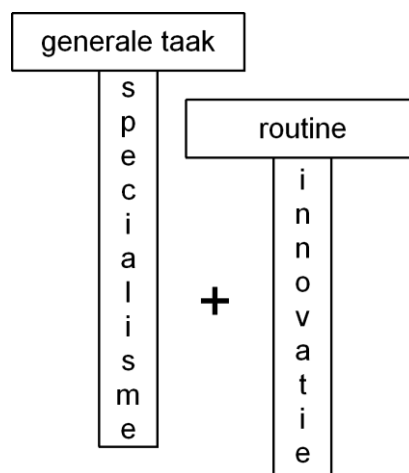 generale taak
specialisme
+
routine
innovatie